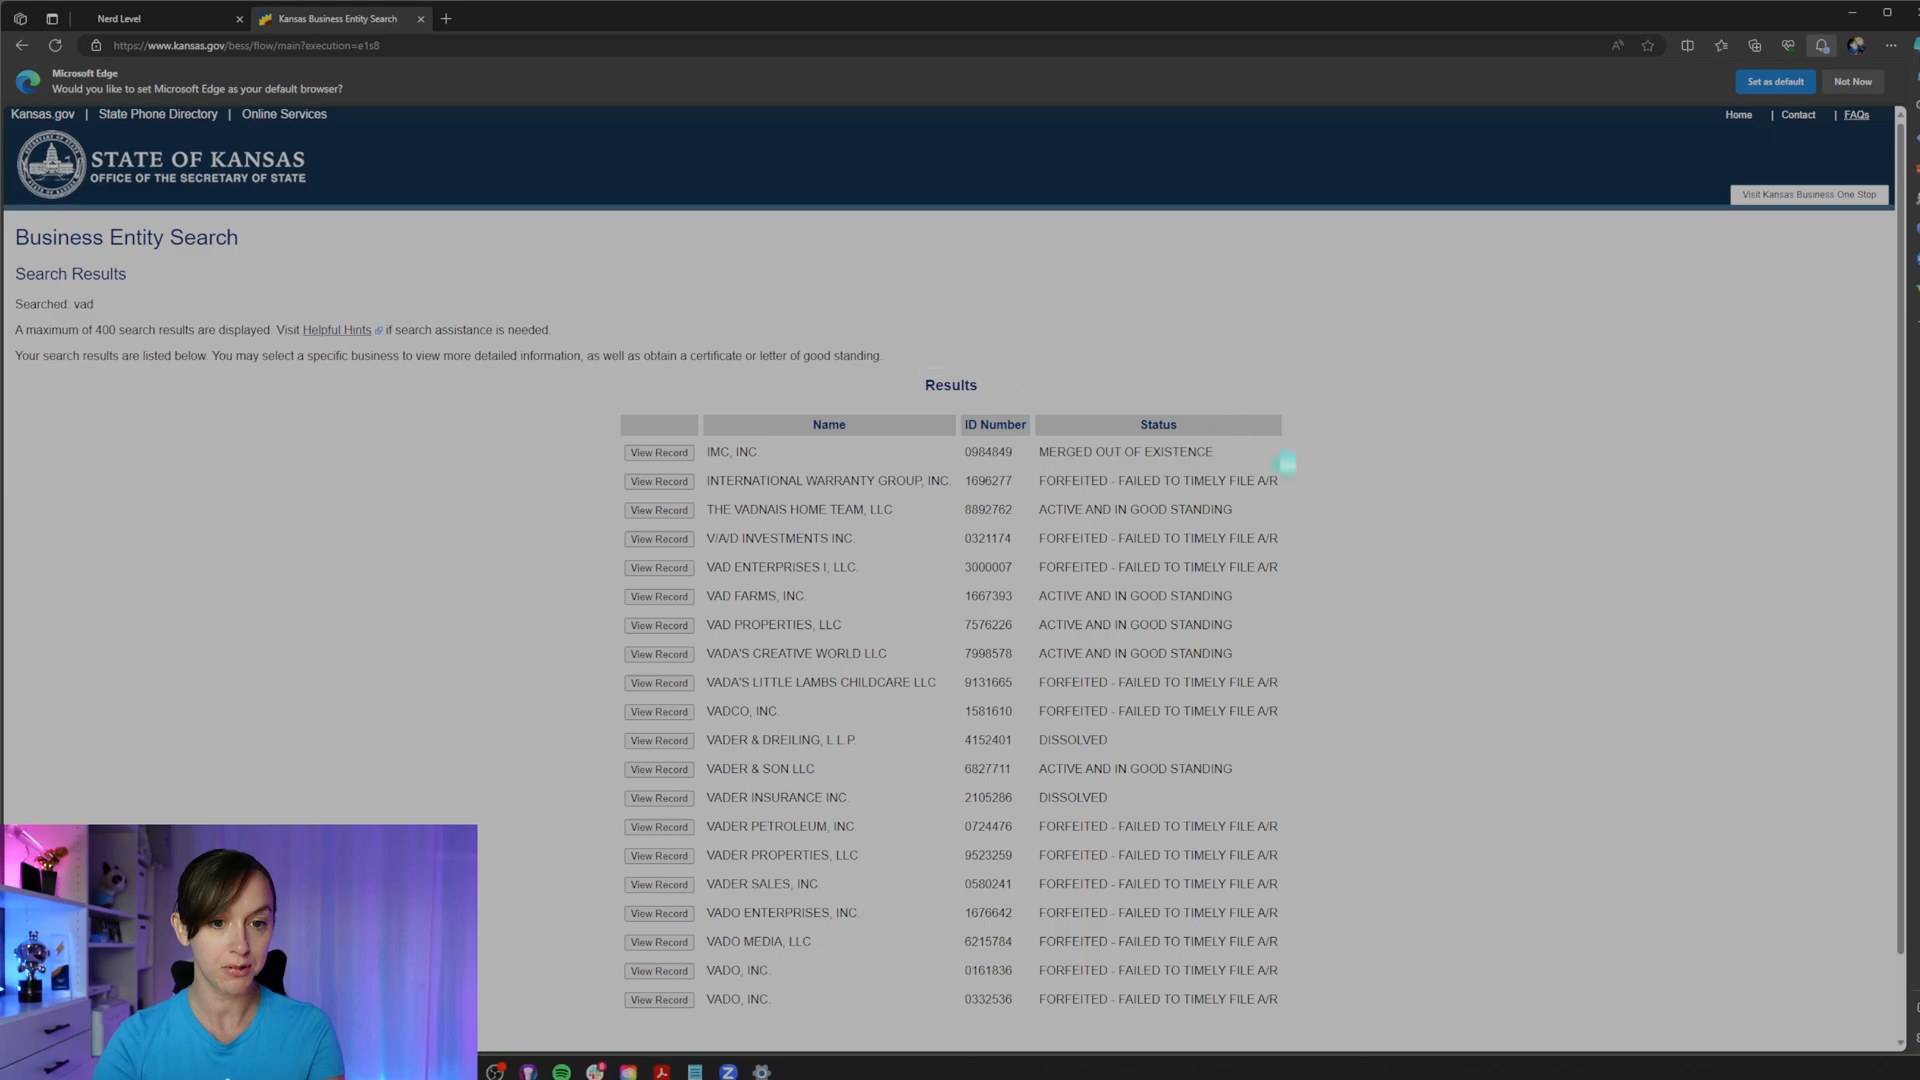 Nerd Level
Kansas Business Entity Search
https://www.kansas.gov/bess/flow/main?execution=e1s8
Microsoft Edge
Would you like to set Microsoft Edge as your default browser?
Set as default
Not Now
Kansas.gov | State Phone Directory | Online Services
Home | Contact | FAQs
STATE OF KANSAS
OFFICE OF THE SECRETARY OF STATE
Visit Kansas Business One Stop
Business Entity Search
Search Results
Searched: vad
A maximum of 400 search results are displayed. Visit Helpful Hints if search assistance is needed.
Your search results are listed below. You may select a specific business to view more detailed information, as well as obtain a certificate or letter of good standing.
Results
Name ID Number Status
View Record IMC, INC. 0984849 MERGED OUT OF EXISTENCE
View Record INTERNATIONAL WARRANTY GROUP, INC. 1696277 FORFEITED - FAILED TO TIMELY FILE A/R
View Record THE VADNAIS HOME TEAM, LLC 8892762 ACTIVE AND IN GOOD STANDING
View Record V/A/D INVESTMENTS INC. 0321174 FORFEITED - FAILED TO TIMELY FILE A/R
View Record VAD ENTERPRISES I, LLC. 3000007 FORFEITED - FAILED TO TIMELY FILE A/R
View Record VAD FARMS, INC. 1667393 ACTIVE AND IN GOOD STANDING
View Record VAD PROPERTIES, LLC 7576226 ACTIVE AND IN GOOD STANDING
View Record VADA'S CREATIVE WORLD LLC 7998578 ACTIVE AND IN GOOD STANDING
View Record VADA'S LITTLE LAMBS CHILDCARE LLC 9131665 FORFEITED - FAILED TO TIMELY FILE A/R
View Record VADCO, INC. 1581610 FORFEITED - FAILED TO TIMELY FILE A/R
View Record VADER & DREILING, L.L.P. 4152401 DISSOLVED
View Record VADER & SON LLC 6827711 ACTIVE AND IN GOOD STANDING
View Record VADER INSURANCE INC. 2105286 DISSOLVED
View Record VADER PETROLEUM, INC. 0724476 FORFEITED - FAILED TO TIMELY FILE A/R
View Record VADER PROPERTIES, LLC 9523259 FORFEITED - FAILED TO TIMELY FILE A/R
View Record VADER SALES, INC 0580241 FORFEITED - FAILED TO TIMELY FILE A/R
View Record VADO ENTERPRISES, INC. 1676642 FORFEITED - FAILED TO TIMELY FILE A/R
View Record VADO MEDIA, LLC 6215784 FORFEITED - FAILED TO TIMELY FILE A/R
View Record VADO, INC. 0161836 FORFEITED - FAILED TO TIMELY FILE A/R
View Record VADO, INC. 0332536 FORFEITED - FAILED TO TIMELY FILE A/R